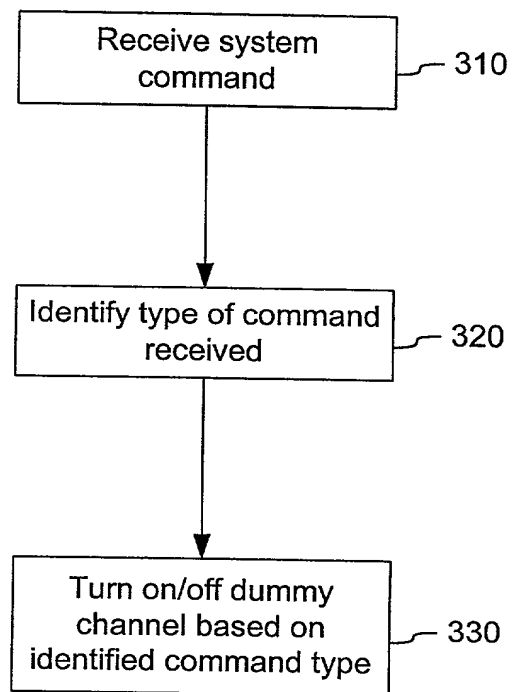 Receive system
command
310
Identify type of command
received
320
Turn on/off dummy
channel based on
identified command type
330